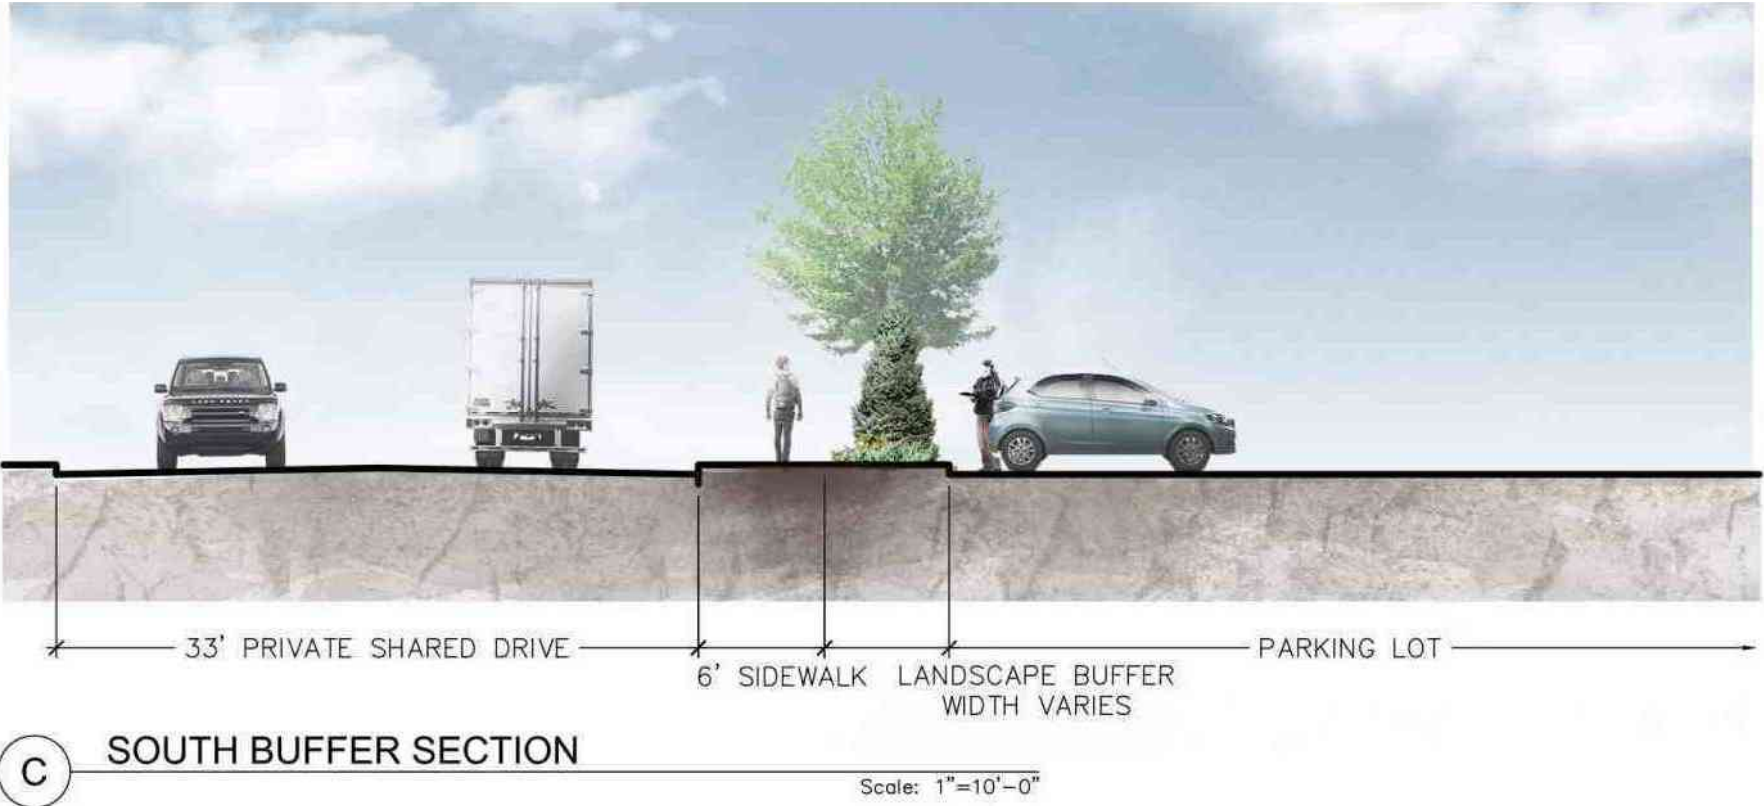 33' PRIVATE SHARED DRIVE
6' SIDEWALK
LANDSCAPE BUFFER
WIDTH VARIES
PARKING LOT
C
SOUTH BUFFER SECTION
Scale: 1"=10'-0"